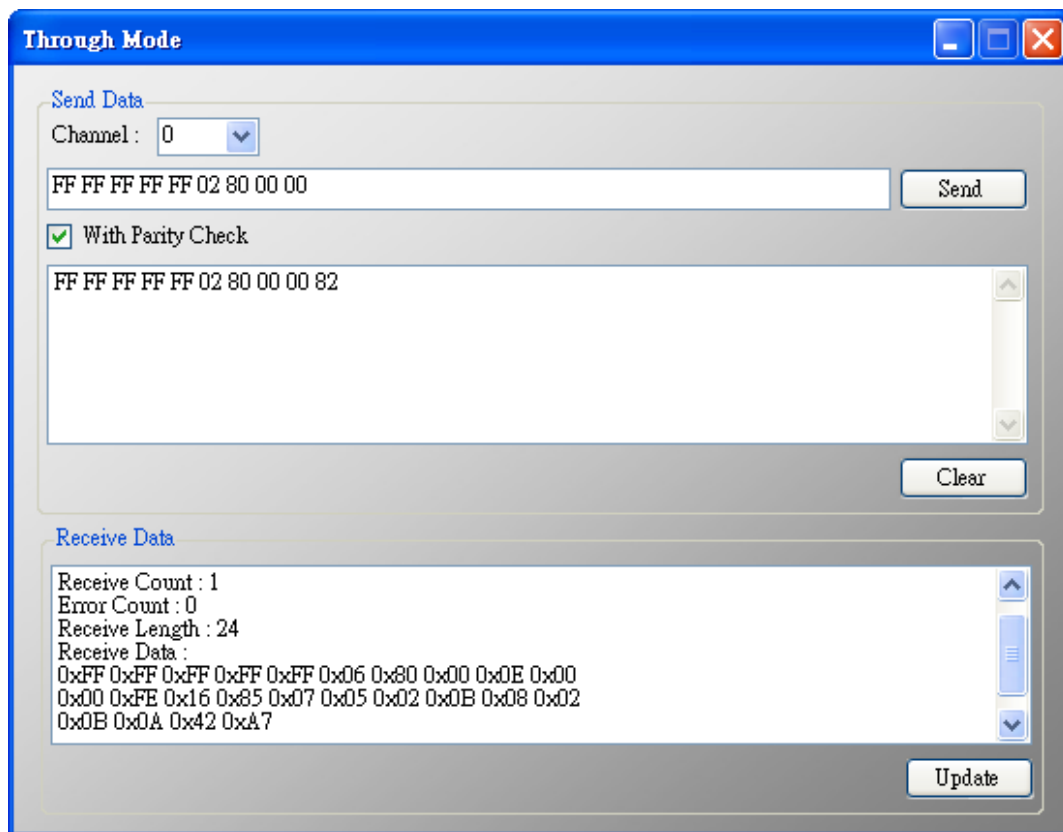 Through Mode
Send Data
Channel : 0
FF FF FF FF FF 02 80 00 00
Send
With Parity Check
FF FF FF FF FF 02 80 00 00 82
Clear
Receive Data
Receive Count : 1
Error Count : 0
Receive Length : 24
Receive Data :
0xFF 0xFF 0xFF 0xFF 0xFF 0x06 0x80 0x00 0x0E 0x00
0x00 0xFE 0x16 0x85 0x07 0x05 0x02 0x0B 0x08 0x02
0x0B 0x0A 0x42 0xA7
Update